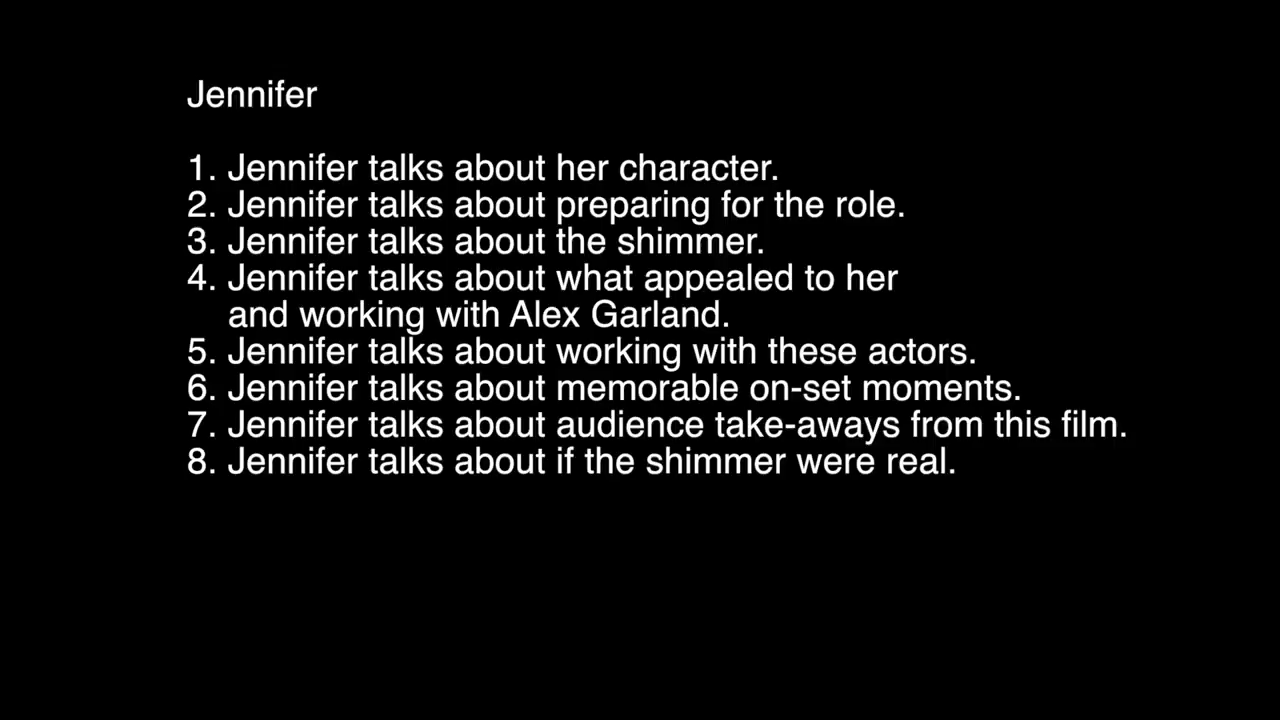 Jennifer
1. Jennifer talks about her character.
2. Jennifer talks about preparing for the role.
3. Jennifer talks about the shimmer.
4. Jennifer talks about what appealed to her
and working with Alex Garland.
5. Jennifer talks about working with these actors.
6. Jennifer talks about memorable on-set moments.
7. Jennifer talks about audience take-aways from this film.
8. Jennifer talks about if the shimmer were real.